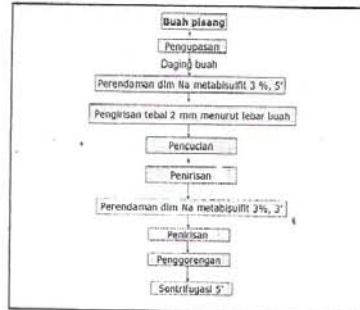 Buah pisang
Pengupasan
Daging buah
Perendaman dlm Na metabisulfit 3 %, 5'
Pengirisan tebal 2 mm menurut lebar buah
Pencucian
Penirisan
Perendaman dlm Na metabisulfit 3%, 3'
Penirisan
Penggorengan
Sentrifugasi 5'